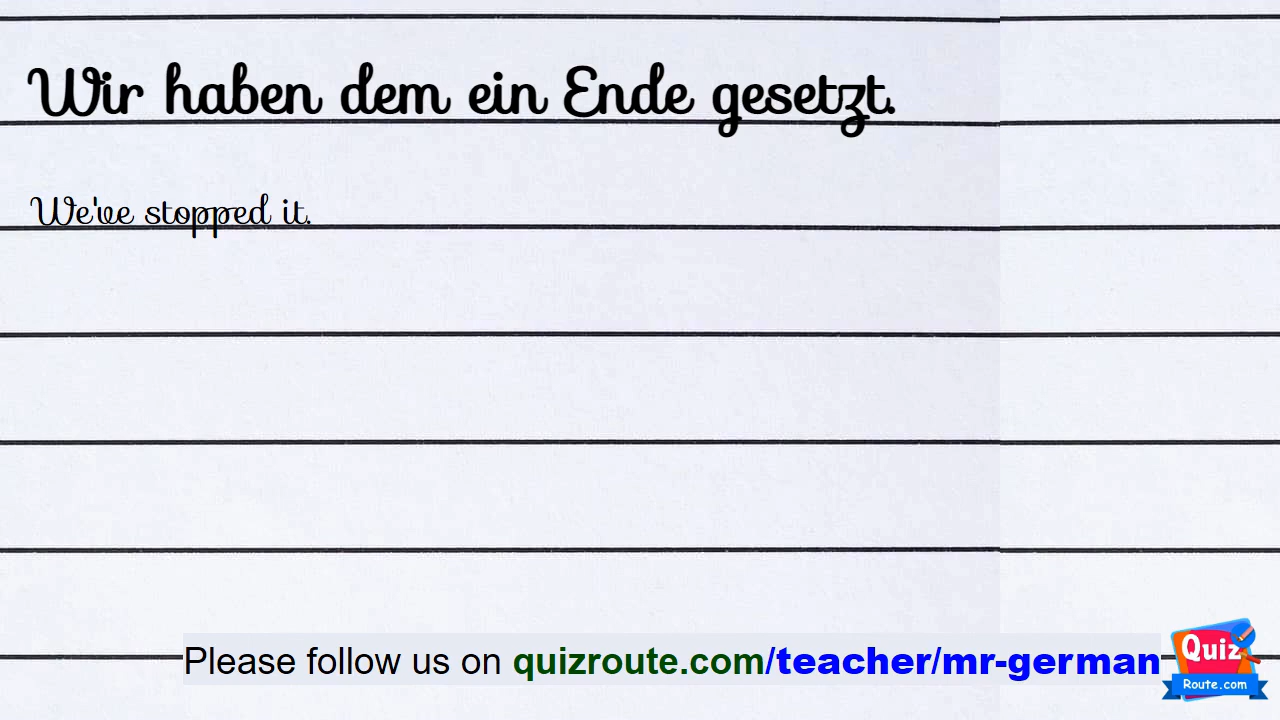 Wir haben dem ein Ende gesetzt.
We've stopped it.
Please follow us on quizroute.com/teacher/mr-german
Quiz
Route.com